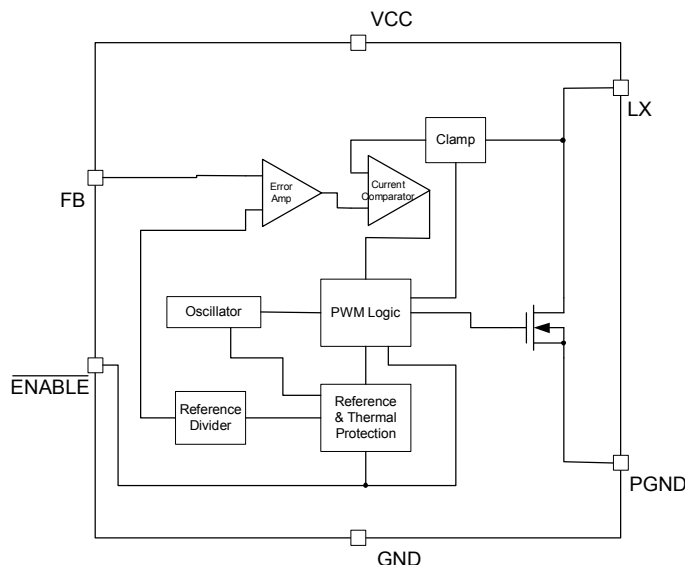 VCC
LX
Clamp
FB
Error
Amp
Current
Comparator
Oscillator
PWM Logic
ENABLE
Reference
Divider
Reference
& Thermal
Protection
PGND
GND